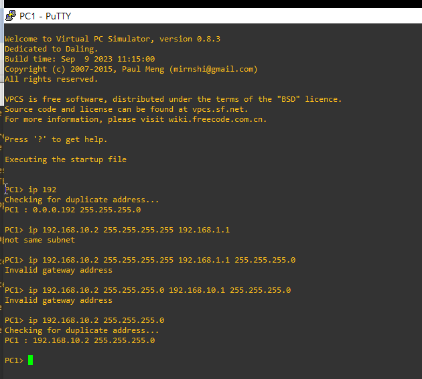 PC1 - PuTTY
Welcome to Virtual PC Simulator, version 0.8.3
Dedicated to Daling.
Build time: Sep  9 2023 11:15:00
Copyright (c) 2007-2015, Paul Meng (mirnshi@gmail.com)
All rights reserved.
VPCS is free software, distributed under the terms of the "BSD" licence.
Source code and license can be found at vpcs.sf.net.
For more information, please visit wiki.freecode.com.cn.
Press '?' to get help.
Executing the startup file
PC1> ip 192
Checking for duplicate address...
PC1 : 0.0.0.192 255.255.255.0
PC1> ip 192.168.10.2 255.255.255.255 192.168.1.1
not same subnet
PC1> ip 192.168.10.2 255.255.255.255 192.168.1.1 255.255.255.0
Invalid gateway address
PC1> ip 192.168.10.2 255.255.255.0 192.168.10.1 255.255.255.0
Invalid gateway address
PC1> ip 192.168.10.2 255.255.255.0
Checking for duplicate address...
PC1 : 192.168.10.2 255.255.255.0
PC1>